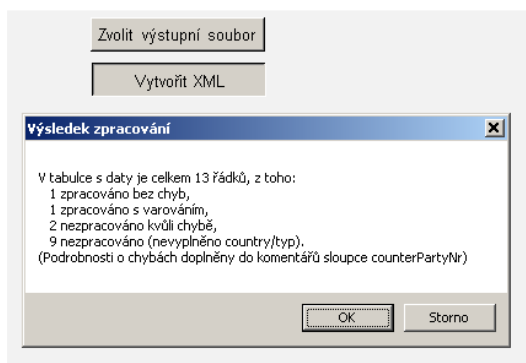 Zvolit výstupní soubor
Vytvořit XML
Výsledek zpracování
V tabulce s daty je celkem 13 řádků, z toho:
1 zpracováno bez chyb,
1 zpracováno s varováním,
2 nezpracováno kvůli chybě,
9 nezpracováno (nevyplněno country/typ).
(Podrobnosti o chybách doplněny do komentářů sloupce counterPartyNr)
OK Storno